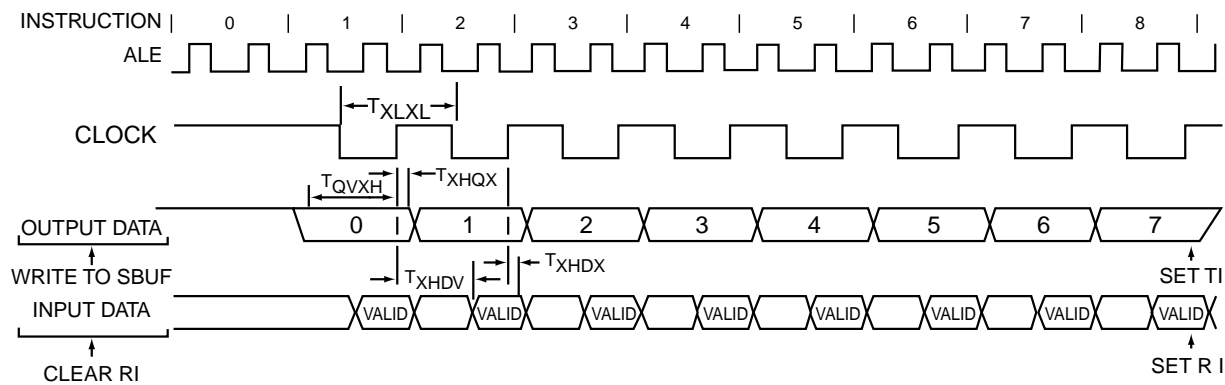 INSTRUCTION | 0 | 1 | 2 | 3 | 4 | 5 | 6 | 7 | 8 |
ALE
TXLXL
CLOCK
TQVXH TXHQX
OUTPUT DATA 0 1 2 3 4 5 6 7
WRITE TO SBUF TXHDV TXHDX SET TI
INPUT DATA VALID VALID VALID VALID VALID VALID VALID VALID
CLEAR RI SET R I